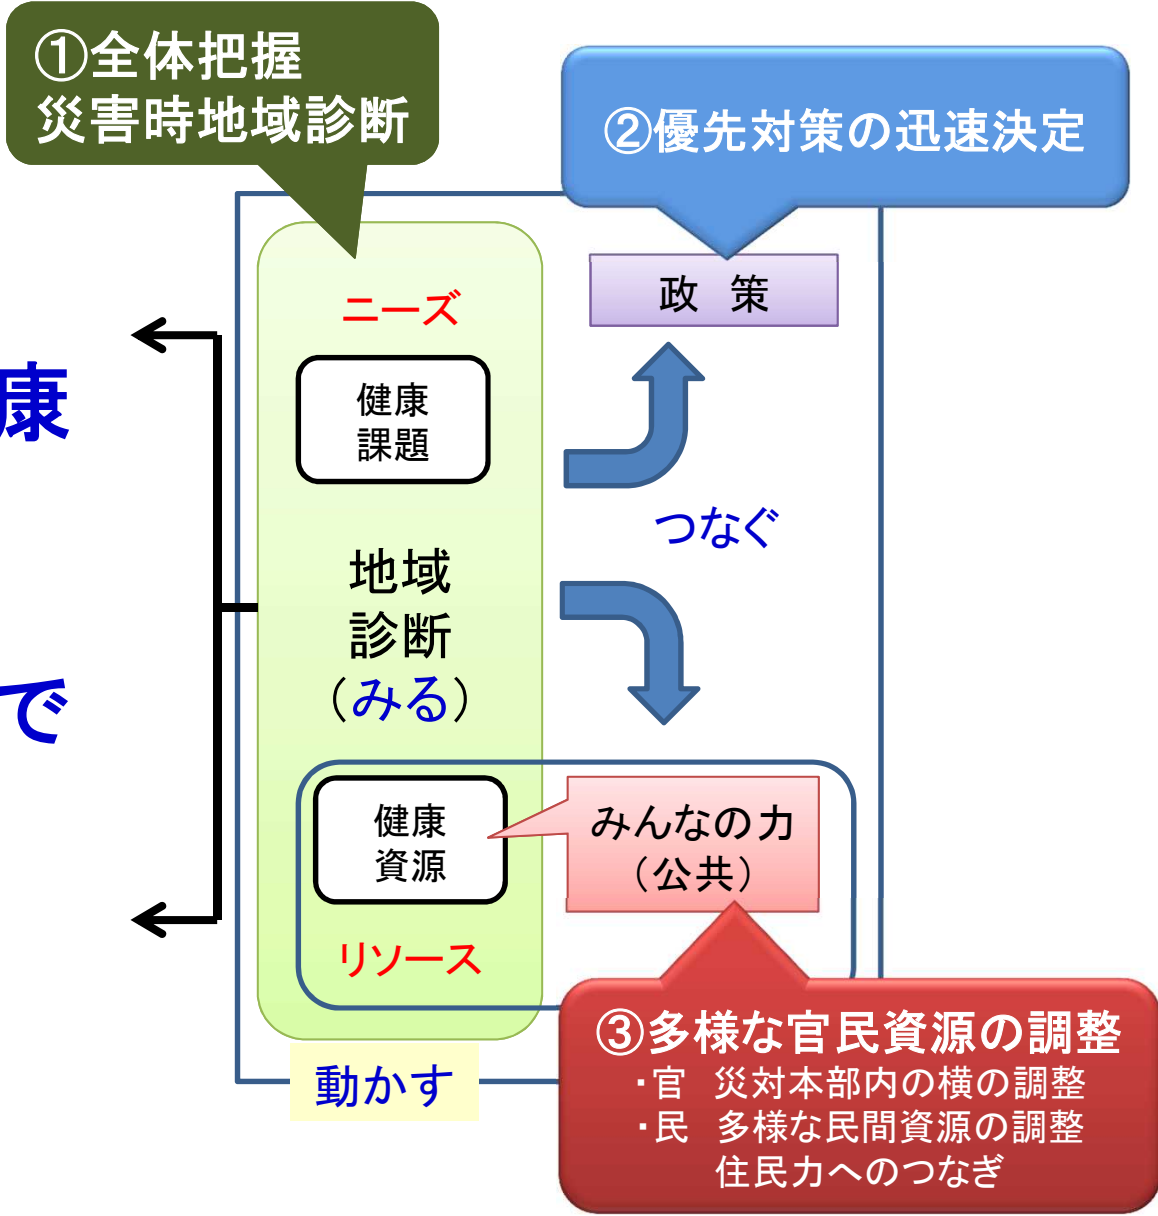 ①全体把握
災害時地域診断
②優先対策の迅速決定
ニーズ
政　策
健康
課題
康
つなぐ
地域
診断
（みる）
で
健康
資源
みんなの力
（公共）
リソース
動かす
③多様な官民資源の調整
・官　災対本部内の横の調整
・民　多様な民間資源の調整
住民力へのつなぎ